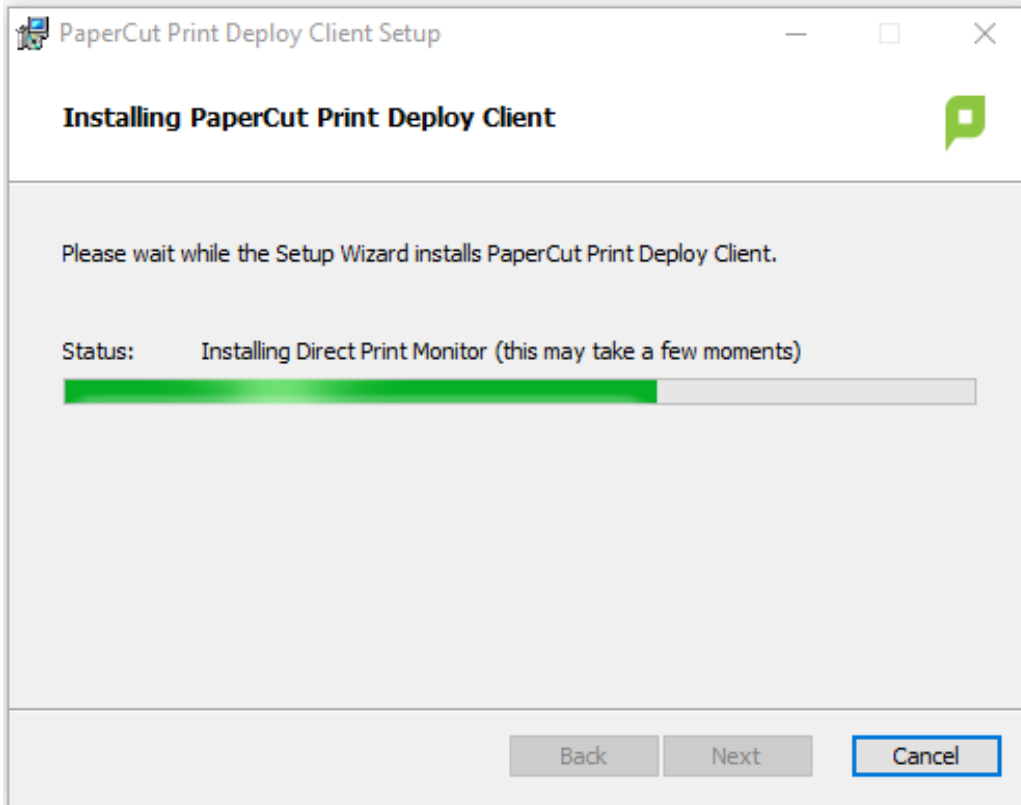 PaperCut Print Deploy Client Setup
Installing PaperCut Print Deploy Client
Please wait while the Setup Wizard installs PaperCut Print Deploy Client.
Status: Installing Direct Print Monitor (this may take a few moments)
Back Next Cancel